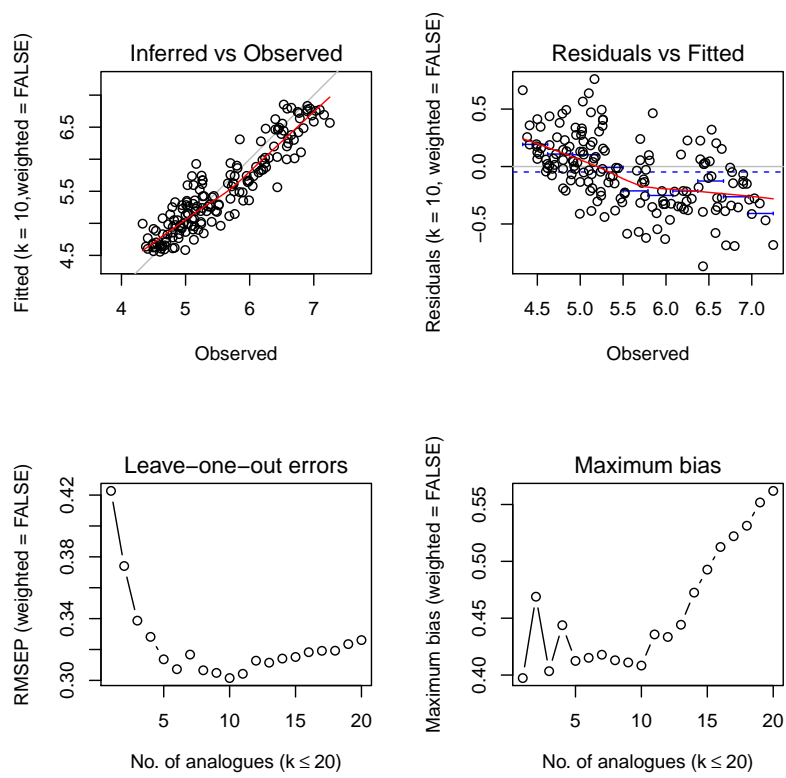 Inferred vs Observed
Fitted (k = 10,weighted = FALSE)
6.5
5.5
4.5
4 5 6 7
Observed
Residuals vs Fitted
Residuals (k = 10, weighted = FALSE)
0.5
0.0
−0.5
4.5 5.0 5.5 6.0 6.5 7.0
Observed
Leave−one−out errors
RMSEP (weighted = FALSE)
0.42
0.38
0.34
0.30
5 10 15 20
No. of analogues (k ≤ 20)
Maximum bias
Maximum bias (weighted = FALSE)
0.55
0.50
0.45
0.40
5 10 15 20
No. of analogues (k ≤ 20)